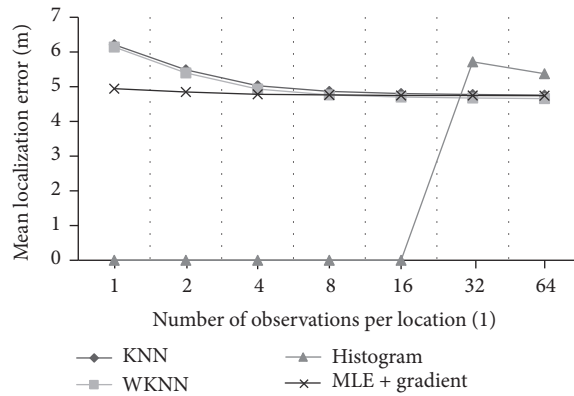 Mean localization error (m)
7
6
5
4
3
2
1
0
1 2 4 8 16 32 64
Number of observations per location (1)
KNN
WKNN
Histogram
MLE + gradient